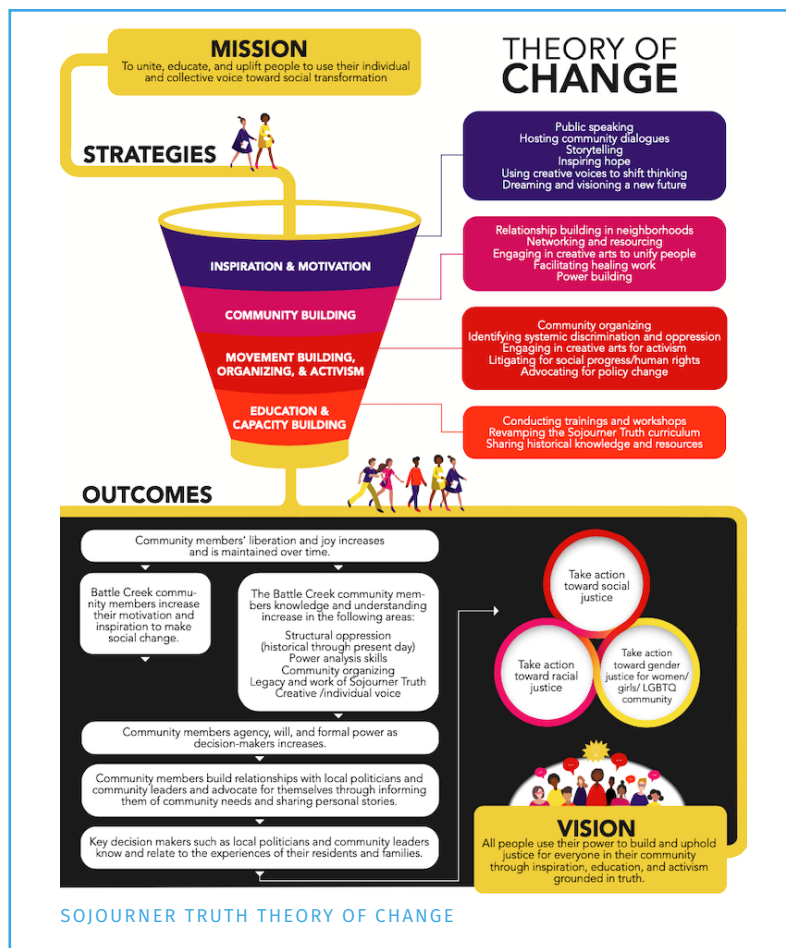 MISSION
To unite, educate, and uplift people to use their individual
and collective voice toward social transformation
THEORY OF
CHANGE
STRATEGIES
Public speaking
Hosting community dialogues
Storytelling
Inspiring hope
Using creative voices to shift thinking
Dreaming and visioning a new future
INSPIRATION & MOTIVATION
Relationship building in neighborhoods
Networking and resourcing
Engaging in creative arts to unify people
Facilitating healing work
Power building
COMMUNITY BUILDING
Community organizing
Identifying systemic discrimination and oppression
Engaging in creative arts for activism
Litigating for social progress/human rights
Advocating for policy change
MOVEMENT BUILDING,
ORGANIZING, & ACTIVISM
EDUCATION &
CAPACITY BUILDING
Conducting trainings and workshops
Revamping the Sojourner Truth curriculum
Sharing historical knowledge and resources
OUTCOMES
Community members' liberation and joy increases
and is maintained over time.
Battle Creek commu-
nity members increase
their motivation and
inspiration to make
social change.
The Battle Creek community mem-
bers knowledge and understanding
increase in the following areas:
Structural oppression
(historical through present day)
Power analysis skills
Community organizing
Legacy and work of Sojourner Truth
Creative /individual voice
Community members agency, will, and formal power as
decision-makers increases.
Community members build relationships with local politicians and
community leaders and advocate for themselves through informing
them of community needs and sharing personal stories.
Key decision makers such as local politicians and community leaders
know and relate to the experiences of their residents and families.
Take action
toward social
justice
Take action
toward racial
justice
Take action
toward gender
justice for women/
girls/ LGBTQ
community
VISION
All people use their power to build and uphold
justice for everyone in their community
through inspiration, education, and activism
grounded in truth.
SOJOURNER TRUTH THEORY OF CHANGE